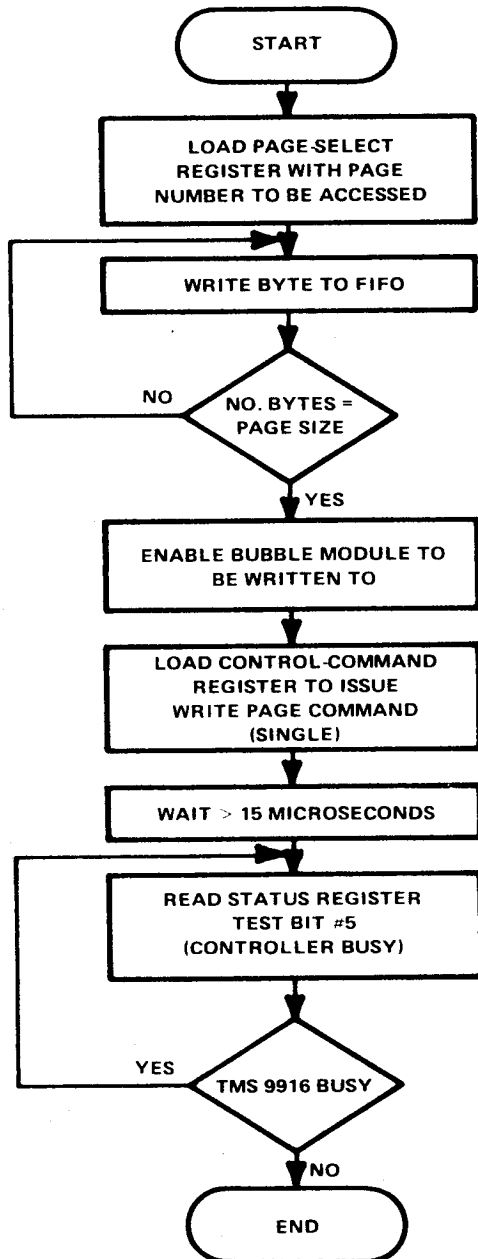 START
LOAD PAGE-SELECT
REGISTER WITH PAGE
NUMBER TO BE ACCESSED
WRITE BYTE TO FIFO
NO
NO. BYTES =
PAGE SIZE
YES
ENABLE BUBBLE MODULE TO
BE WRITTEN TO
LOAD CONTROL-COMMAND
REGISTER TO ISSUE
WRITE PAGE COMMAND
(SINGLE)
WAIT > 15 MICROSECONDS
READ STATUS REGISTER
TEST BIT #5
(CONTROLLER BUSY)
YES
TMS 9916 BUSY
NO
END